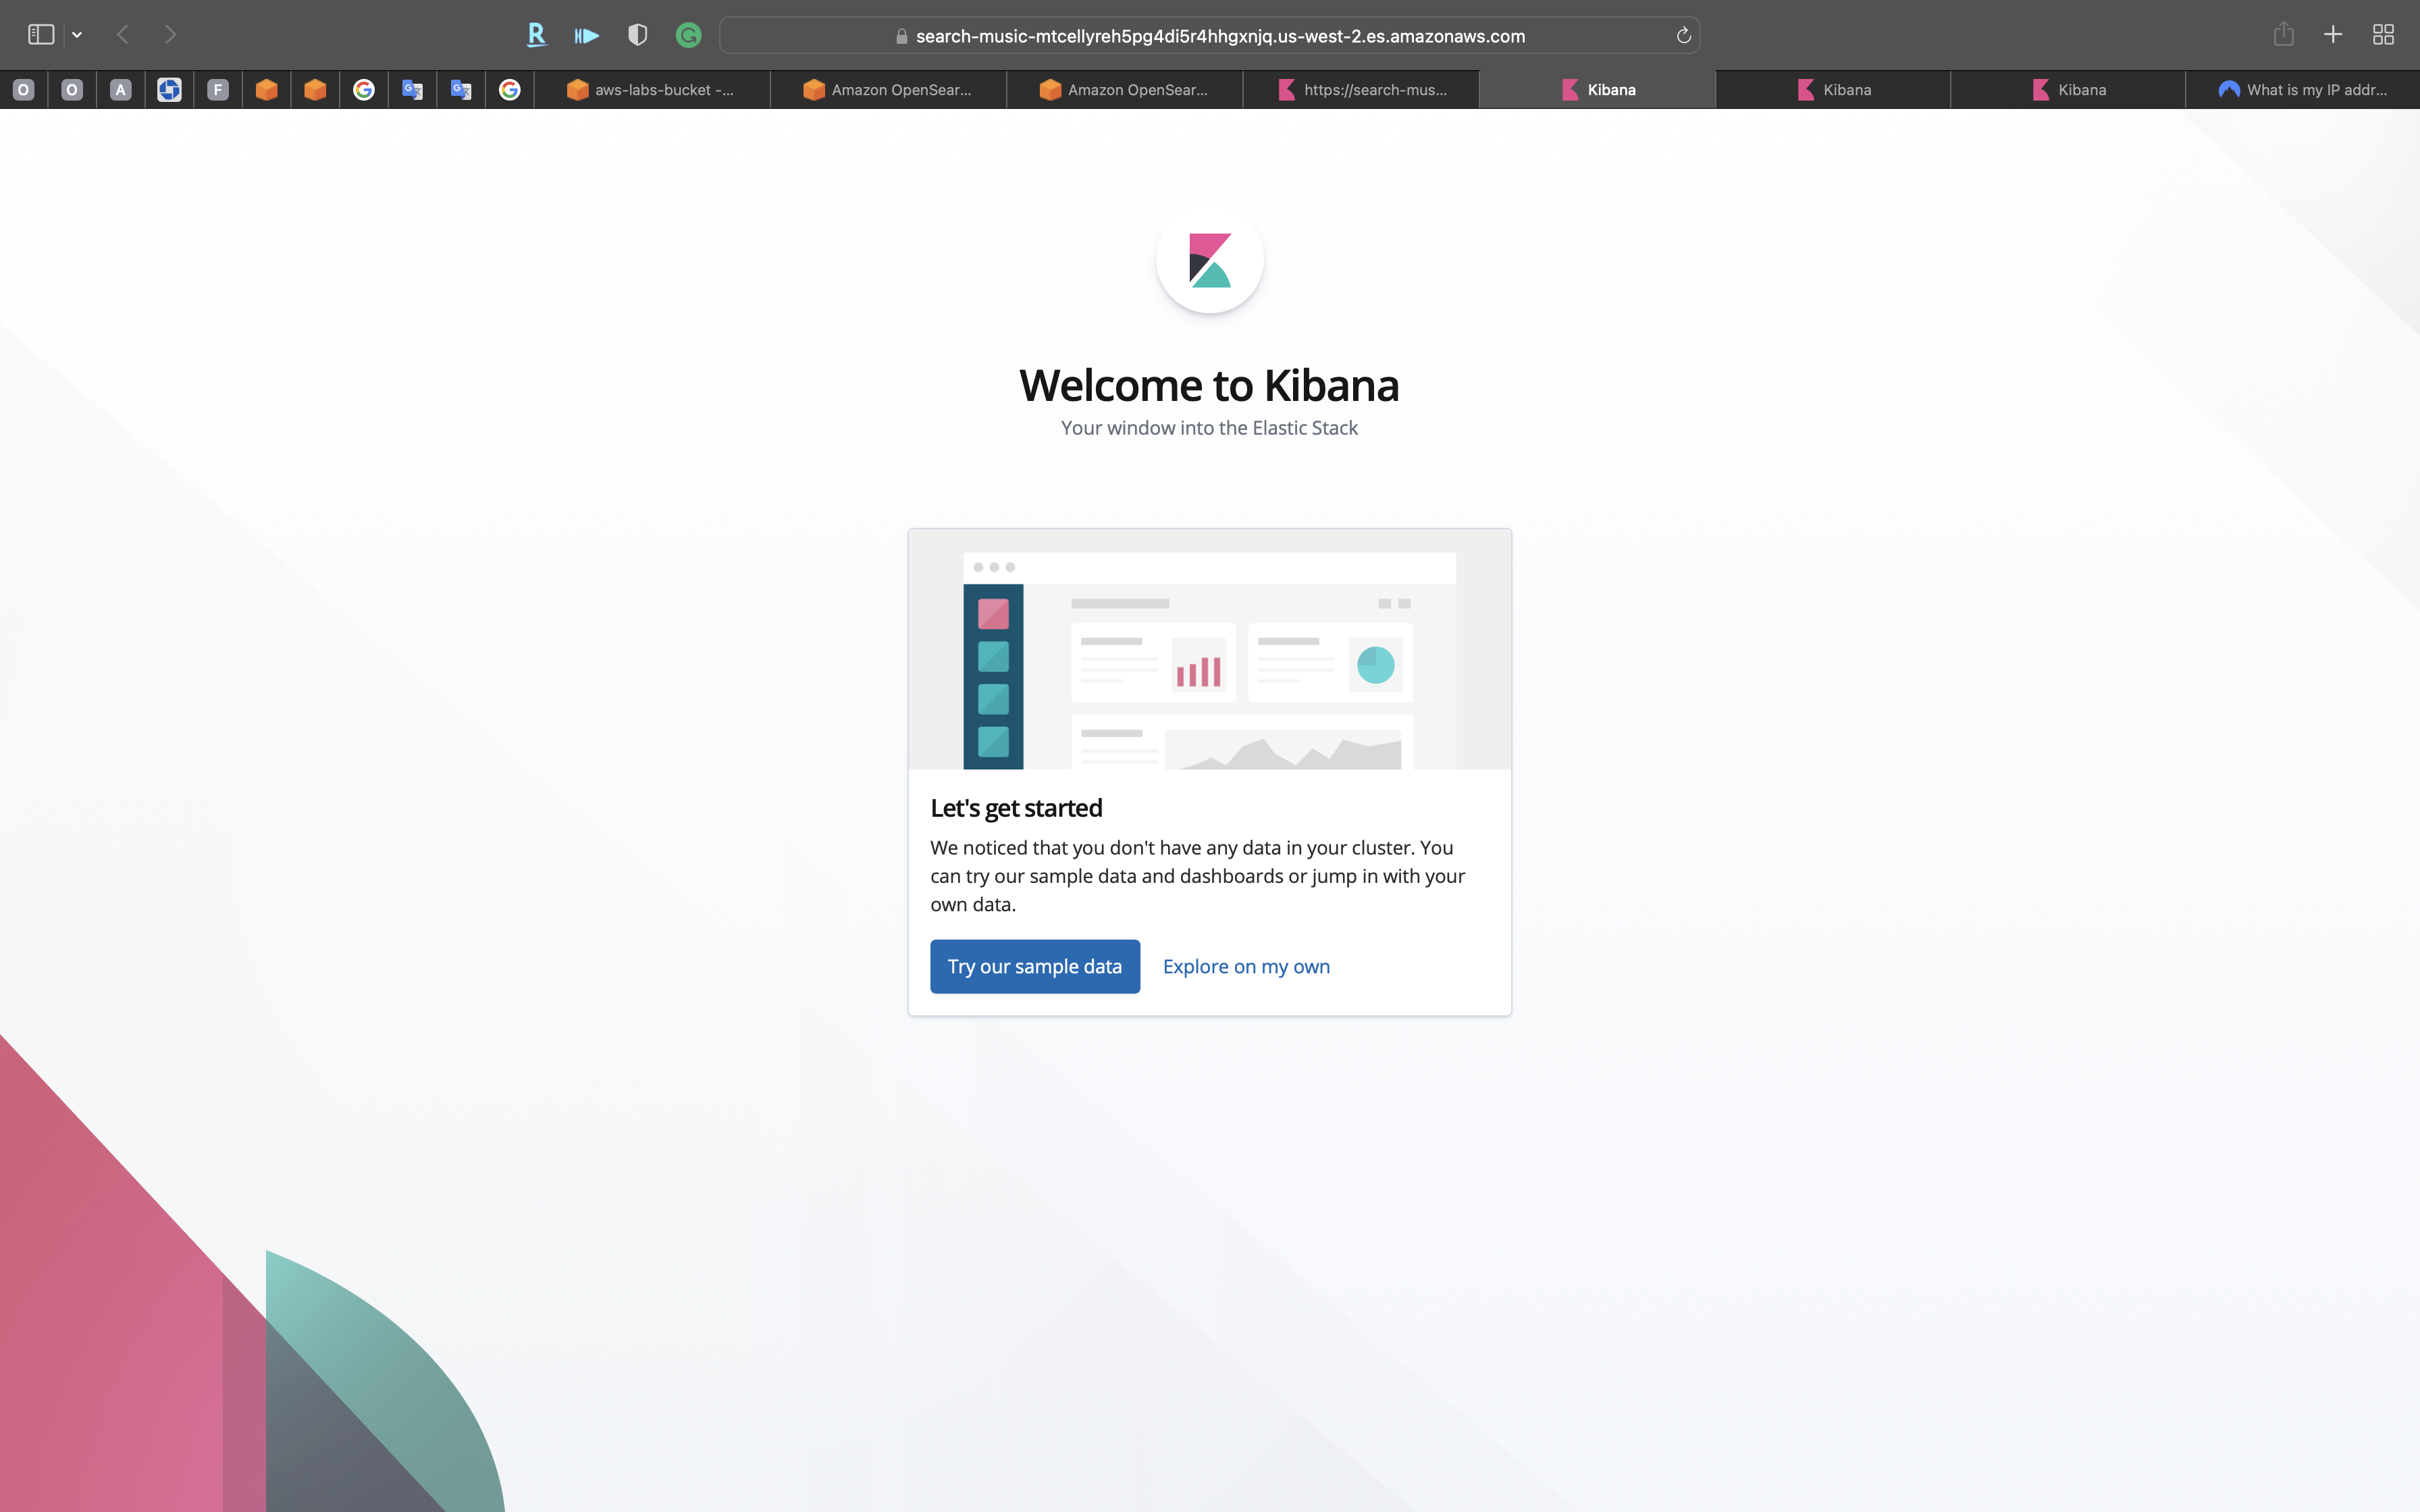 R
G
search-music-mtcellyreh5pg4di5r4hhgxnjq.us-west-2.es.amazonaws.com
O
O
A
F
aws-labs-bucket -...
Amazon OpenSear...
Amazon OpenSear...
https://search-mus...
Kibana
Kibana
Kibana
What is my IP addr...
Welcome to Kibana
Your window into the Elastic Stack
Let's get started
We noticed that you don't have any data in your cluster. You
can try our sample data and dashboards or jump in with your
own data.
Try our sample data
Explore on my own